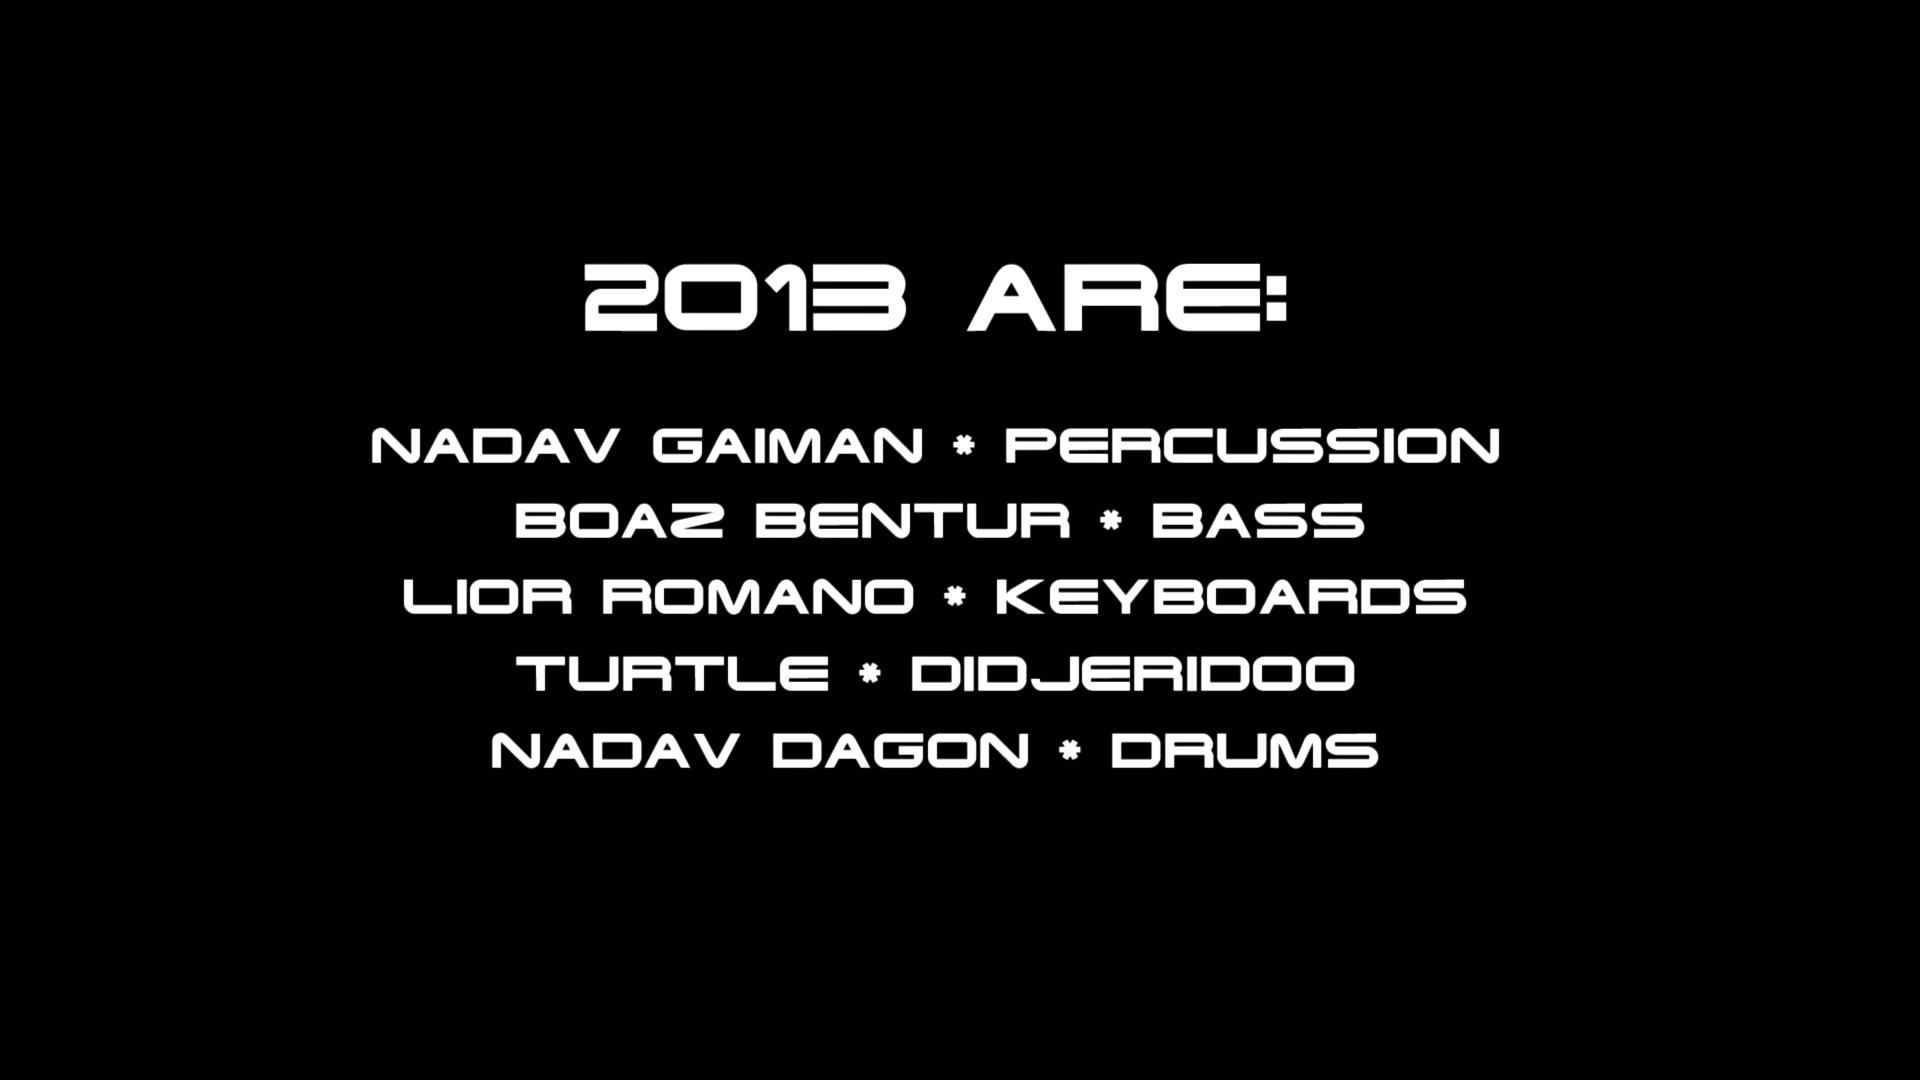 2013 ARE:
NADAV GAIMAN * PERCUSSION
BOAZ BENTUR * BASS
LIOR ROMANO * KEYBOARDS
TURTLE * DIDJERIDOO
NADAV DAGON * DRUMS